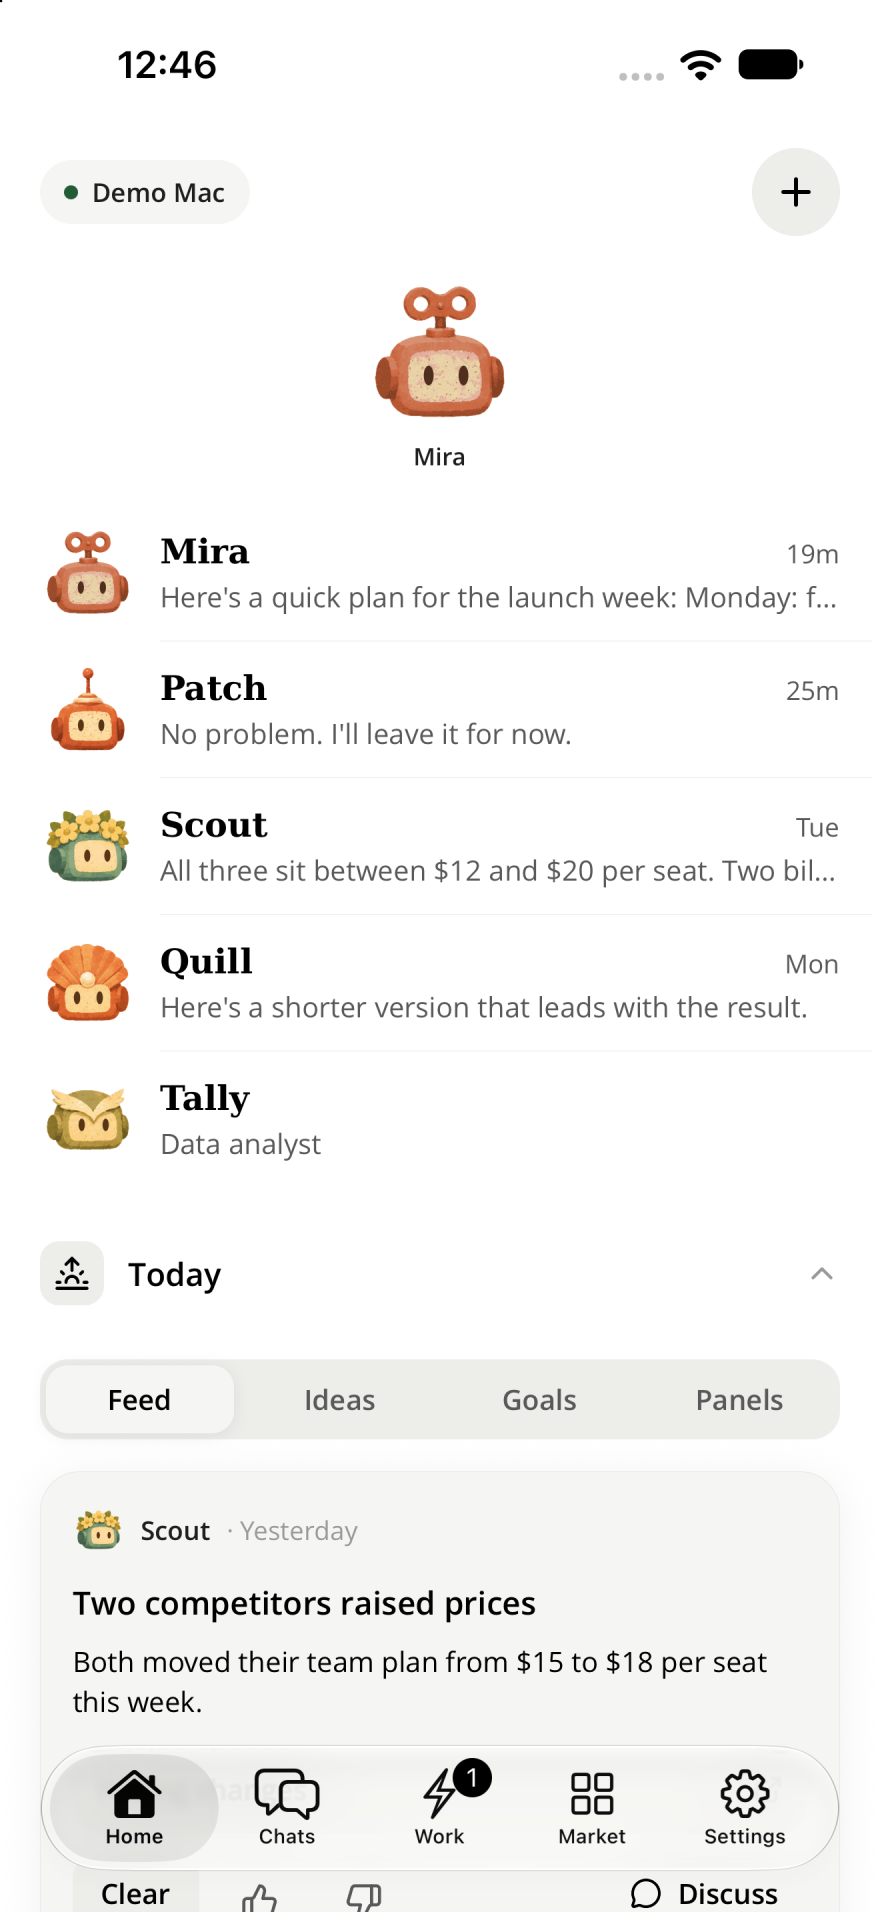 12:46
Demo Mac
Mira
Mira
19m
Here's a quick plan for the launch week: Monday: f...
Patch
25m
No problem. I'll leave it for now.
Scout
Tue
All three sit between $12 and $20 per seat. Two bil...
Quill
Mon
Here's a shorter version that leads with the result.
Tally
Data analyst
Today
Feed
Ideas
Goals
Panels
Scout · Yesterday
Two competitors raised prices
Both moved their team plan from $15 to $18 per seat
this week.
1
Home
Chats
Work
Market
Settings
Clear
Discuss